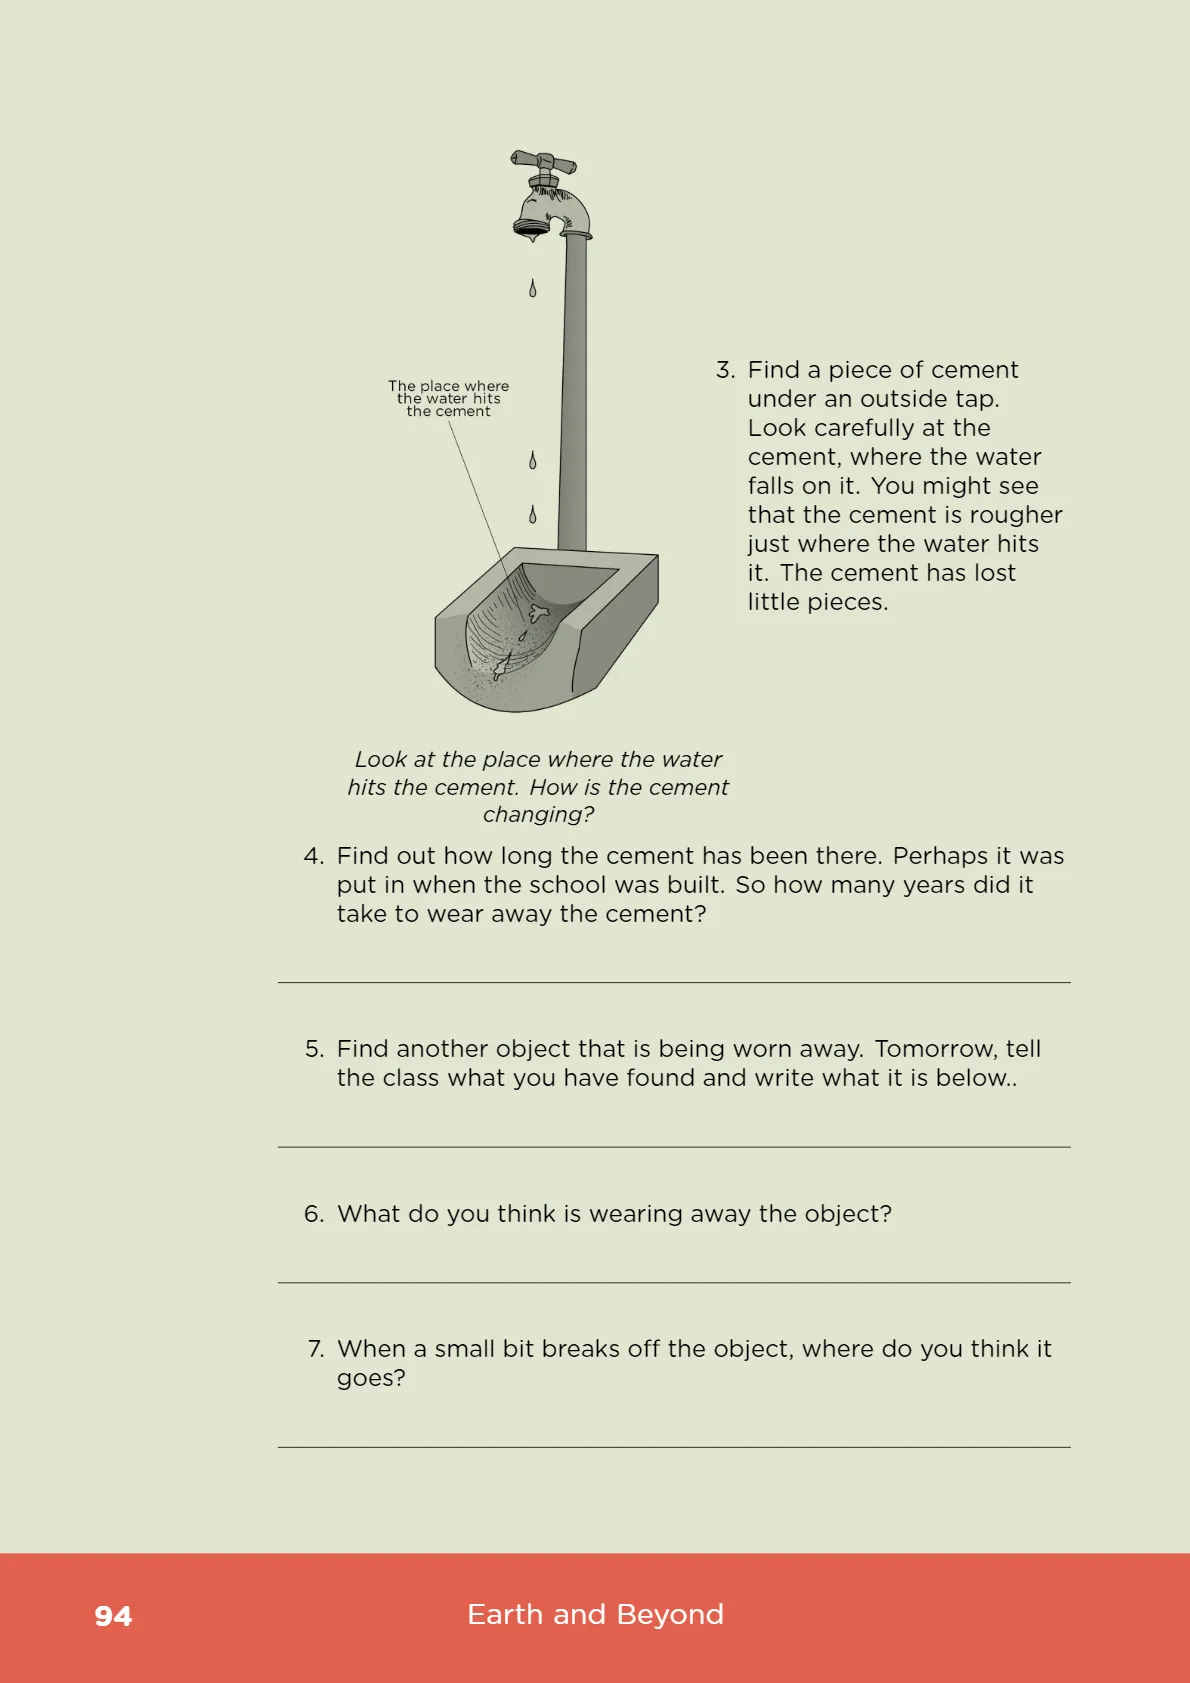 The place where
the water hits
the cement
3. Find a piece of cement
under an outside tap.
Look carefully at the
cement, where the water
falls on it. You might see
that the cement is rougher
just where the water hits
it. The cement has lost
little pieces.
Look at the place where the water
hits the cement. How is the cement
changing?
4. Find out how long the cement has been there. Perhaps it was
put in when the school was built. So how many years did it
take to wear away the cement?
5. Find another object that is being worn away. Tomorrow, tell
the class what you have found and write what it is below..
6. What do you think is wearing away the object?
7. When a small bit breaks off the object, where do you think it
goes?
94
Earth and Beyond